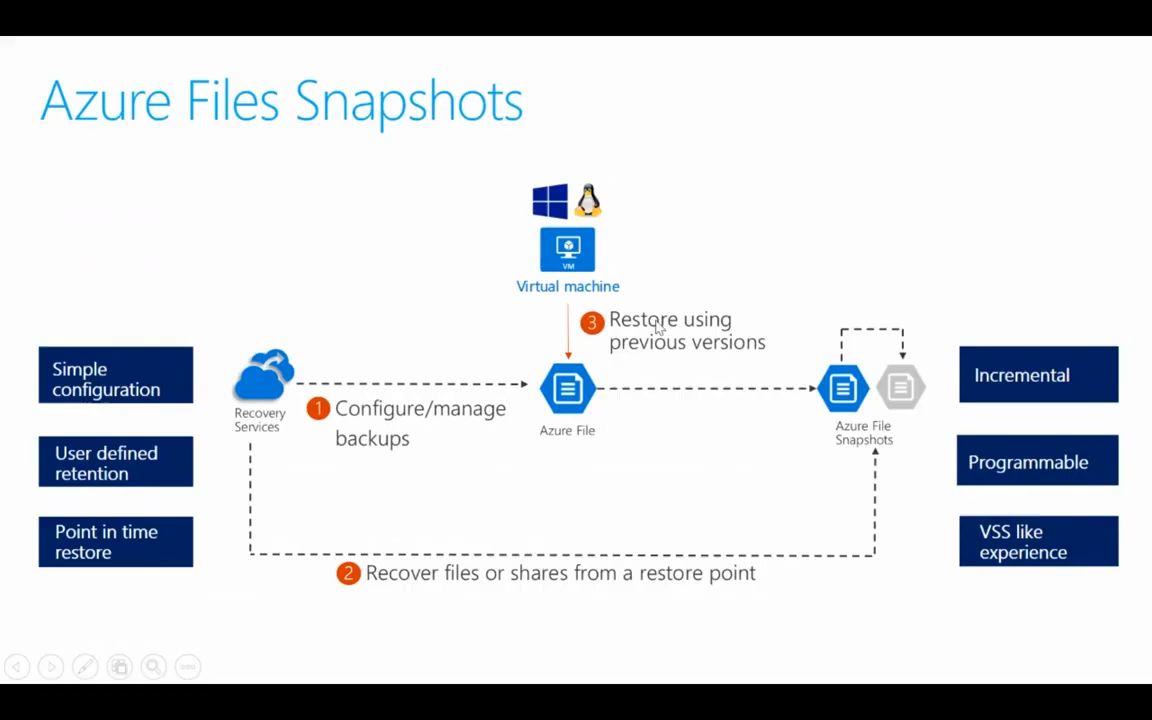 Azure Files Snapshots
VM
Virtual machine
3 Restore using
previous versions
Simple
configuration
User defined
retention
Point in time
restore
Recovery
Services
1 Configure/manage
backups
Azure File
Azure File
Snapshots
Incremental
Programmable
VSS like
experience
2 Recover files or shares from a restore point